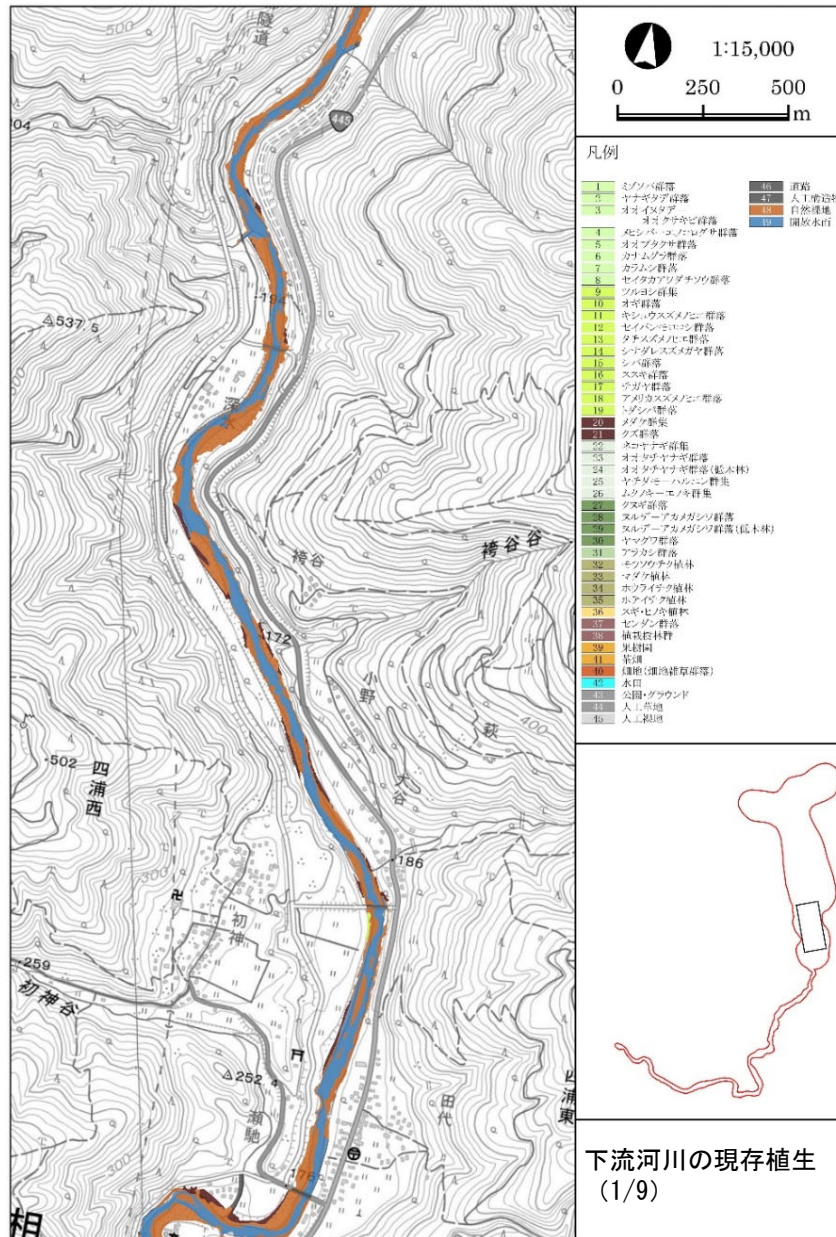 隧道
500
304
445
500
194
△537.5
深水
袴谷
袴谷谷
172
小野
萩
400
大谷
502
四浦西
186
300
初神
259
初神谷
△252.4
瀬馳
田代
四浦東
176
300
相
1:15,000
0 250 500
m
凡例
1 ミゾソバ群落
2 ヤナギタデ群落
3 オオイヌタデ
オオクサキビ群落
4 メヒシバ-エノコログサ群落
5 オオブタクサ群落
6 カナムグラ群落
7 カラムシ群落
8 セイタカアワダチソウ群落
9 ツルヨシ群集
10 オギ群落
11 キシュウスズメノヒエ群落
12 セイバンモロコシ群落
13 タチスズメノヒエ群落
14 シナダレスズメガヤ群落
15 シバ群落
16 ススキ群落
17 チガヤ群落
18 アメリカスズメノヒエ群落
19 トダシバ群落
20 メダケ群集
21 クズ群落
22 ネコヤナギ群集
23 オオタチヤナギ群落
24 オオタチヤナギ群落(低木林)
25 ヤチダモ-ハルニレ群集
26 ムクノキ-エノキ群集
27 クヌギ群落
28 ヌルデ-アカメガシワ群落
29 ヌルデ-アカメガシワ群落(低木林)
30 ヤマグワ群落
31 アラカシ群落
32 モウソウチク植林
33 マダケ植林
34 ホウライチク植林
35 ホテイチク植林
36 スギ・ヒノキ植林
37 センダン群落
38 植栽樹林群
39 果樹園
41 茶畑
40 畑地(畑地雑草群落)
42 水田
43 公園・グラウンド
44 人工草地
45 人工裸地
46 道路
47 人工構造物
48 自然裸地
49 開放水面
下流河川の現存植生
(1/9)